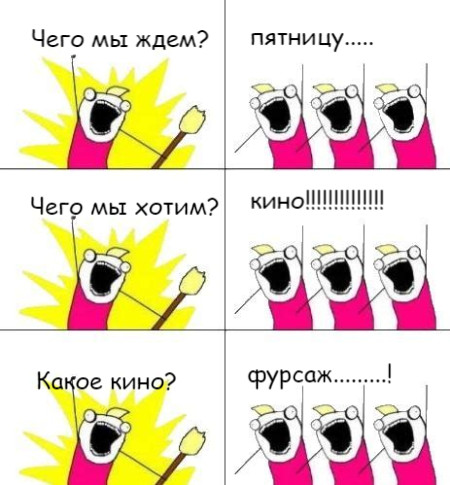 Чего мы ждем?
пятницу.....
Чего мы хотим?
кино!!!!!!!!!!!!!!
Какое кино?
фурсаж.........!